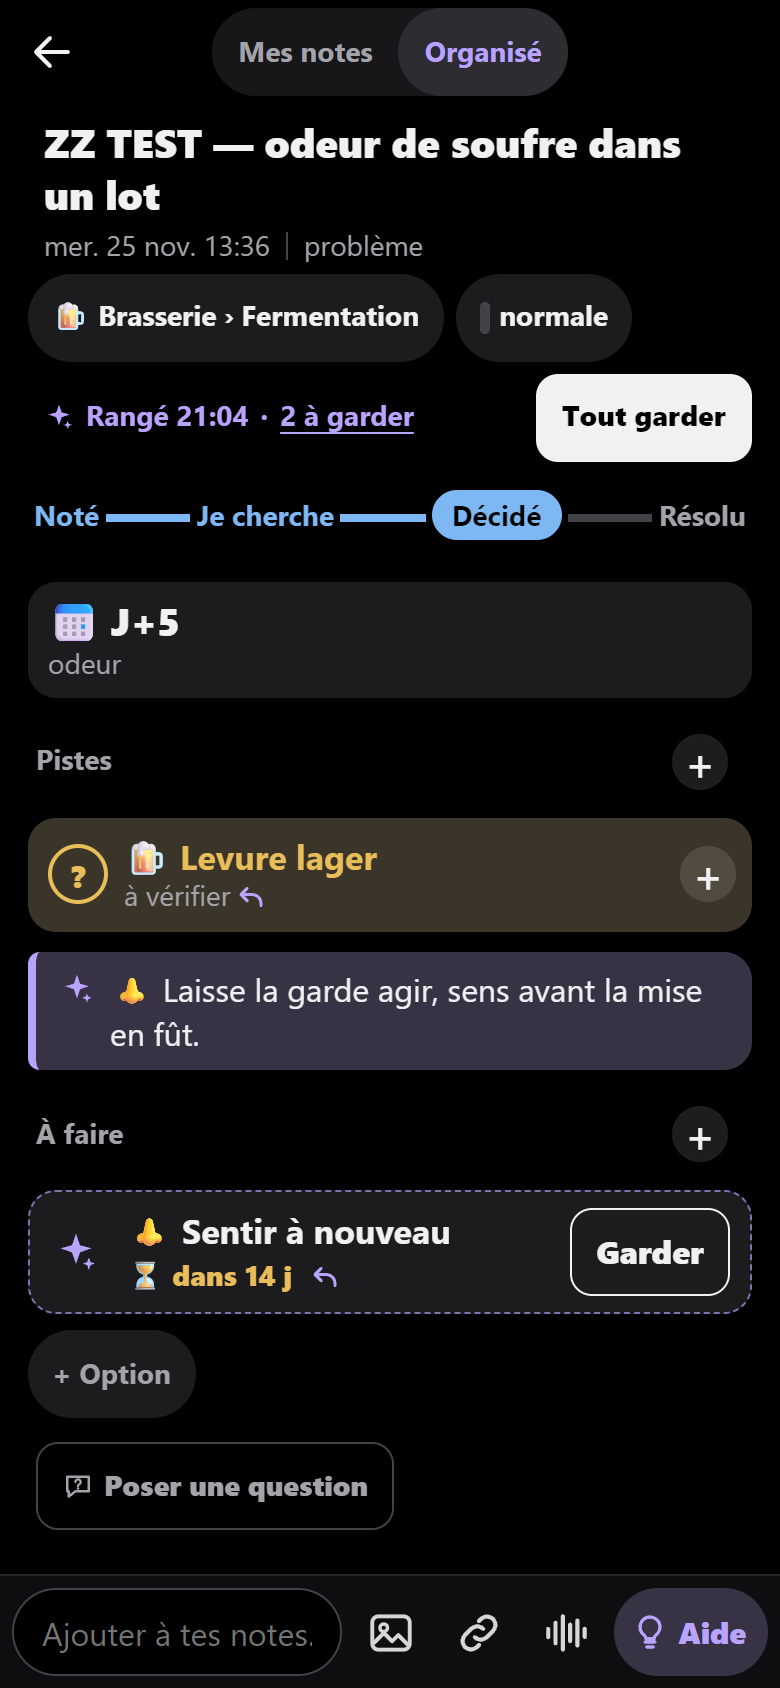 Mes notes
Organisé
ZZ TEST — odeur de soufre dans
un lot
mer. 25 nov. 13:36 | problème
Brasserie › Fermentation
normale
Rangé 21:04 · 2 à garder
Tout garder
Noté
Je cherche
Décidé
Résolu
J+5
odeur
Pistes
+
?
Levure lager
à vérifier
+
Laisse la garde agir, sens avant la mise
en fût.
À faire
+
Sentir à nouveau
dans 14 j
Garder
+ Option
Poser une question
Ajouter à tes notes.
Aide